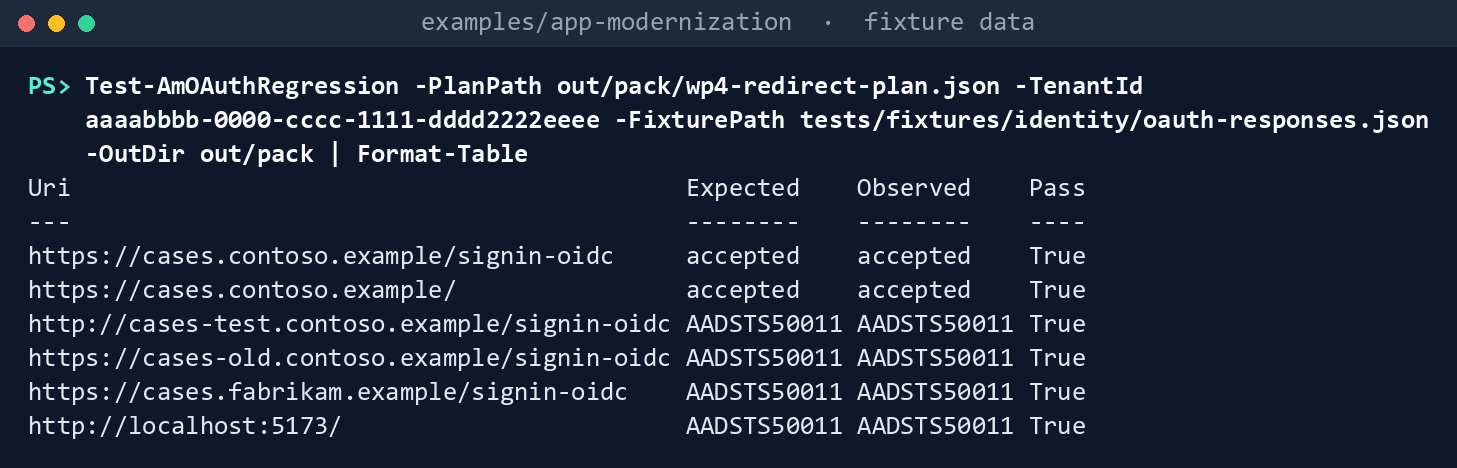 examples/app-modernization · fixture data
PS> Test-AmOAuthRegression -PlanPath out/pack/wp4-redirect-plan.json -TenantId
aaaabbbb-0000-cccc-1111-dddd2222eeee -FixturePath tests/fixtures/identity/oauth-responses.json
-OutDir out/pack | Format-Table
Uri Expected Observed Pass
--- -------- -------- ----
https://cases.contoso.example/signin-oidc accepted accepted True
https://cases.contoso.example/ accepted accepted True
http://cases-test.contoso.example/signin-oidc AADSTS50011 AADSTS50011 True
https://cases-old.contoso.example/signin-oidc AADSTS50011 AADSTS50011 True
https://cases.fabrikam.example/signin-oidc AADSTS50011 AADSTS50011 True
http://localhost:5173/ AADSTS50011 AADSTS50011 True